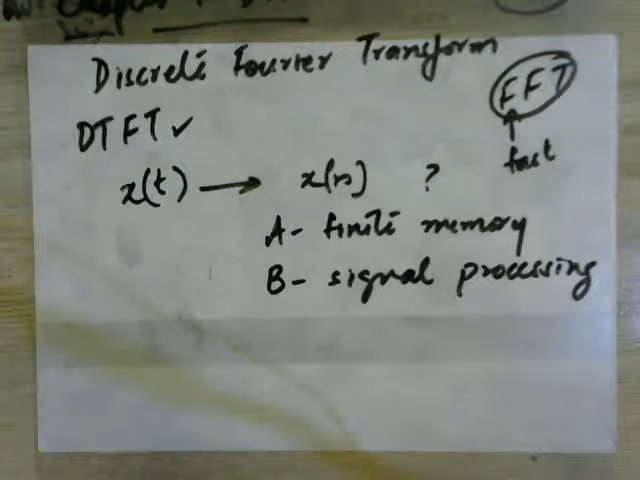 Discrete Fourier Transform
FFT
DTFT ✓
fast
x(t) → x(n) ?
A- finite memory
B- signal processing